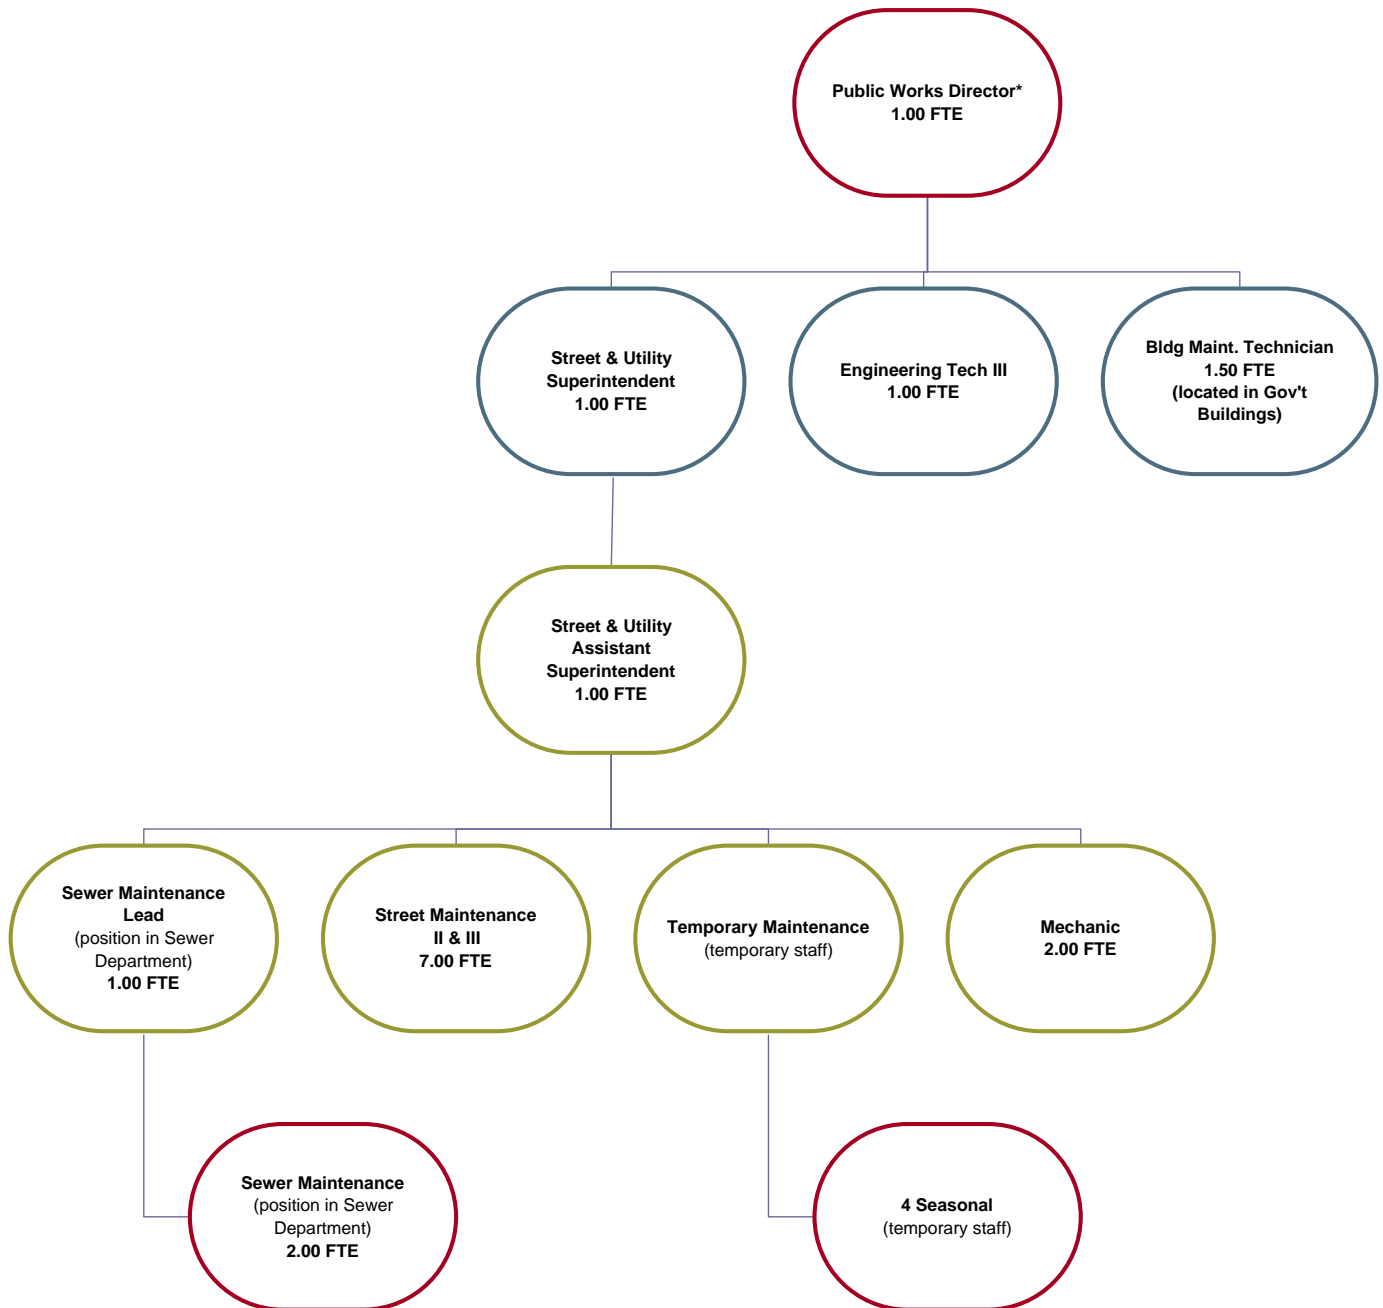 Public Works Director*
1.00 FTE
Street & Utility
Superintendent
1.00 FTE
Engineering Tech III
1.00 FTE
Bldg Maint. Technician
1.50 FTE
(located in Gov't
Buildings)
Street & Utility
Assistant
Superintendent
1.00 FTE
Sewer Maintenance
Lead
(position in Sewer
Department)
1.00 FTE
Street Maintenance
II & III
7.00 FTE
Temporary Maintenance
(temporary staff)
Mechanic
2.00 FTE
Sewer Maintenance
(position in Sewer
Department)
2.00 FTE
4 Seasonal
(temporary staff)